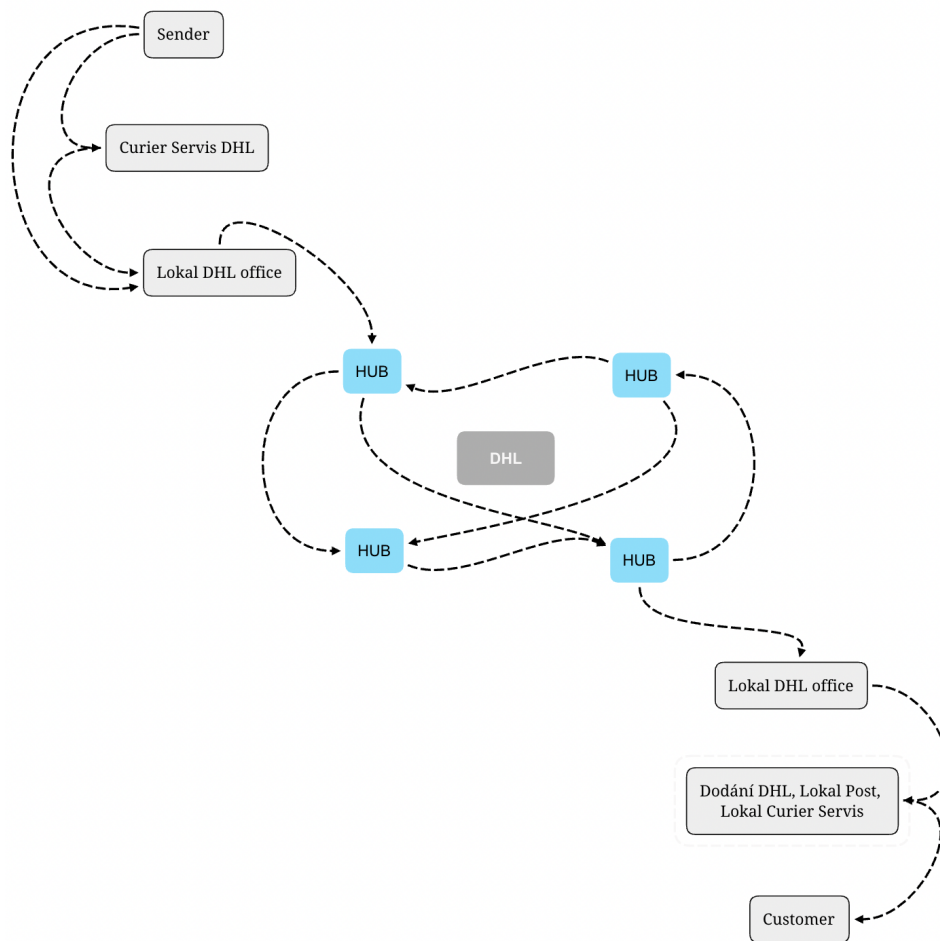 Sender
Curier Servis DHL
Lokal DHL office
HUB
HUB
DHL
HUB
HUB
Lokal DHL office
Dodání DHL, Lokal Post,
Lokal Curier Servis
Customer